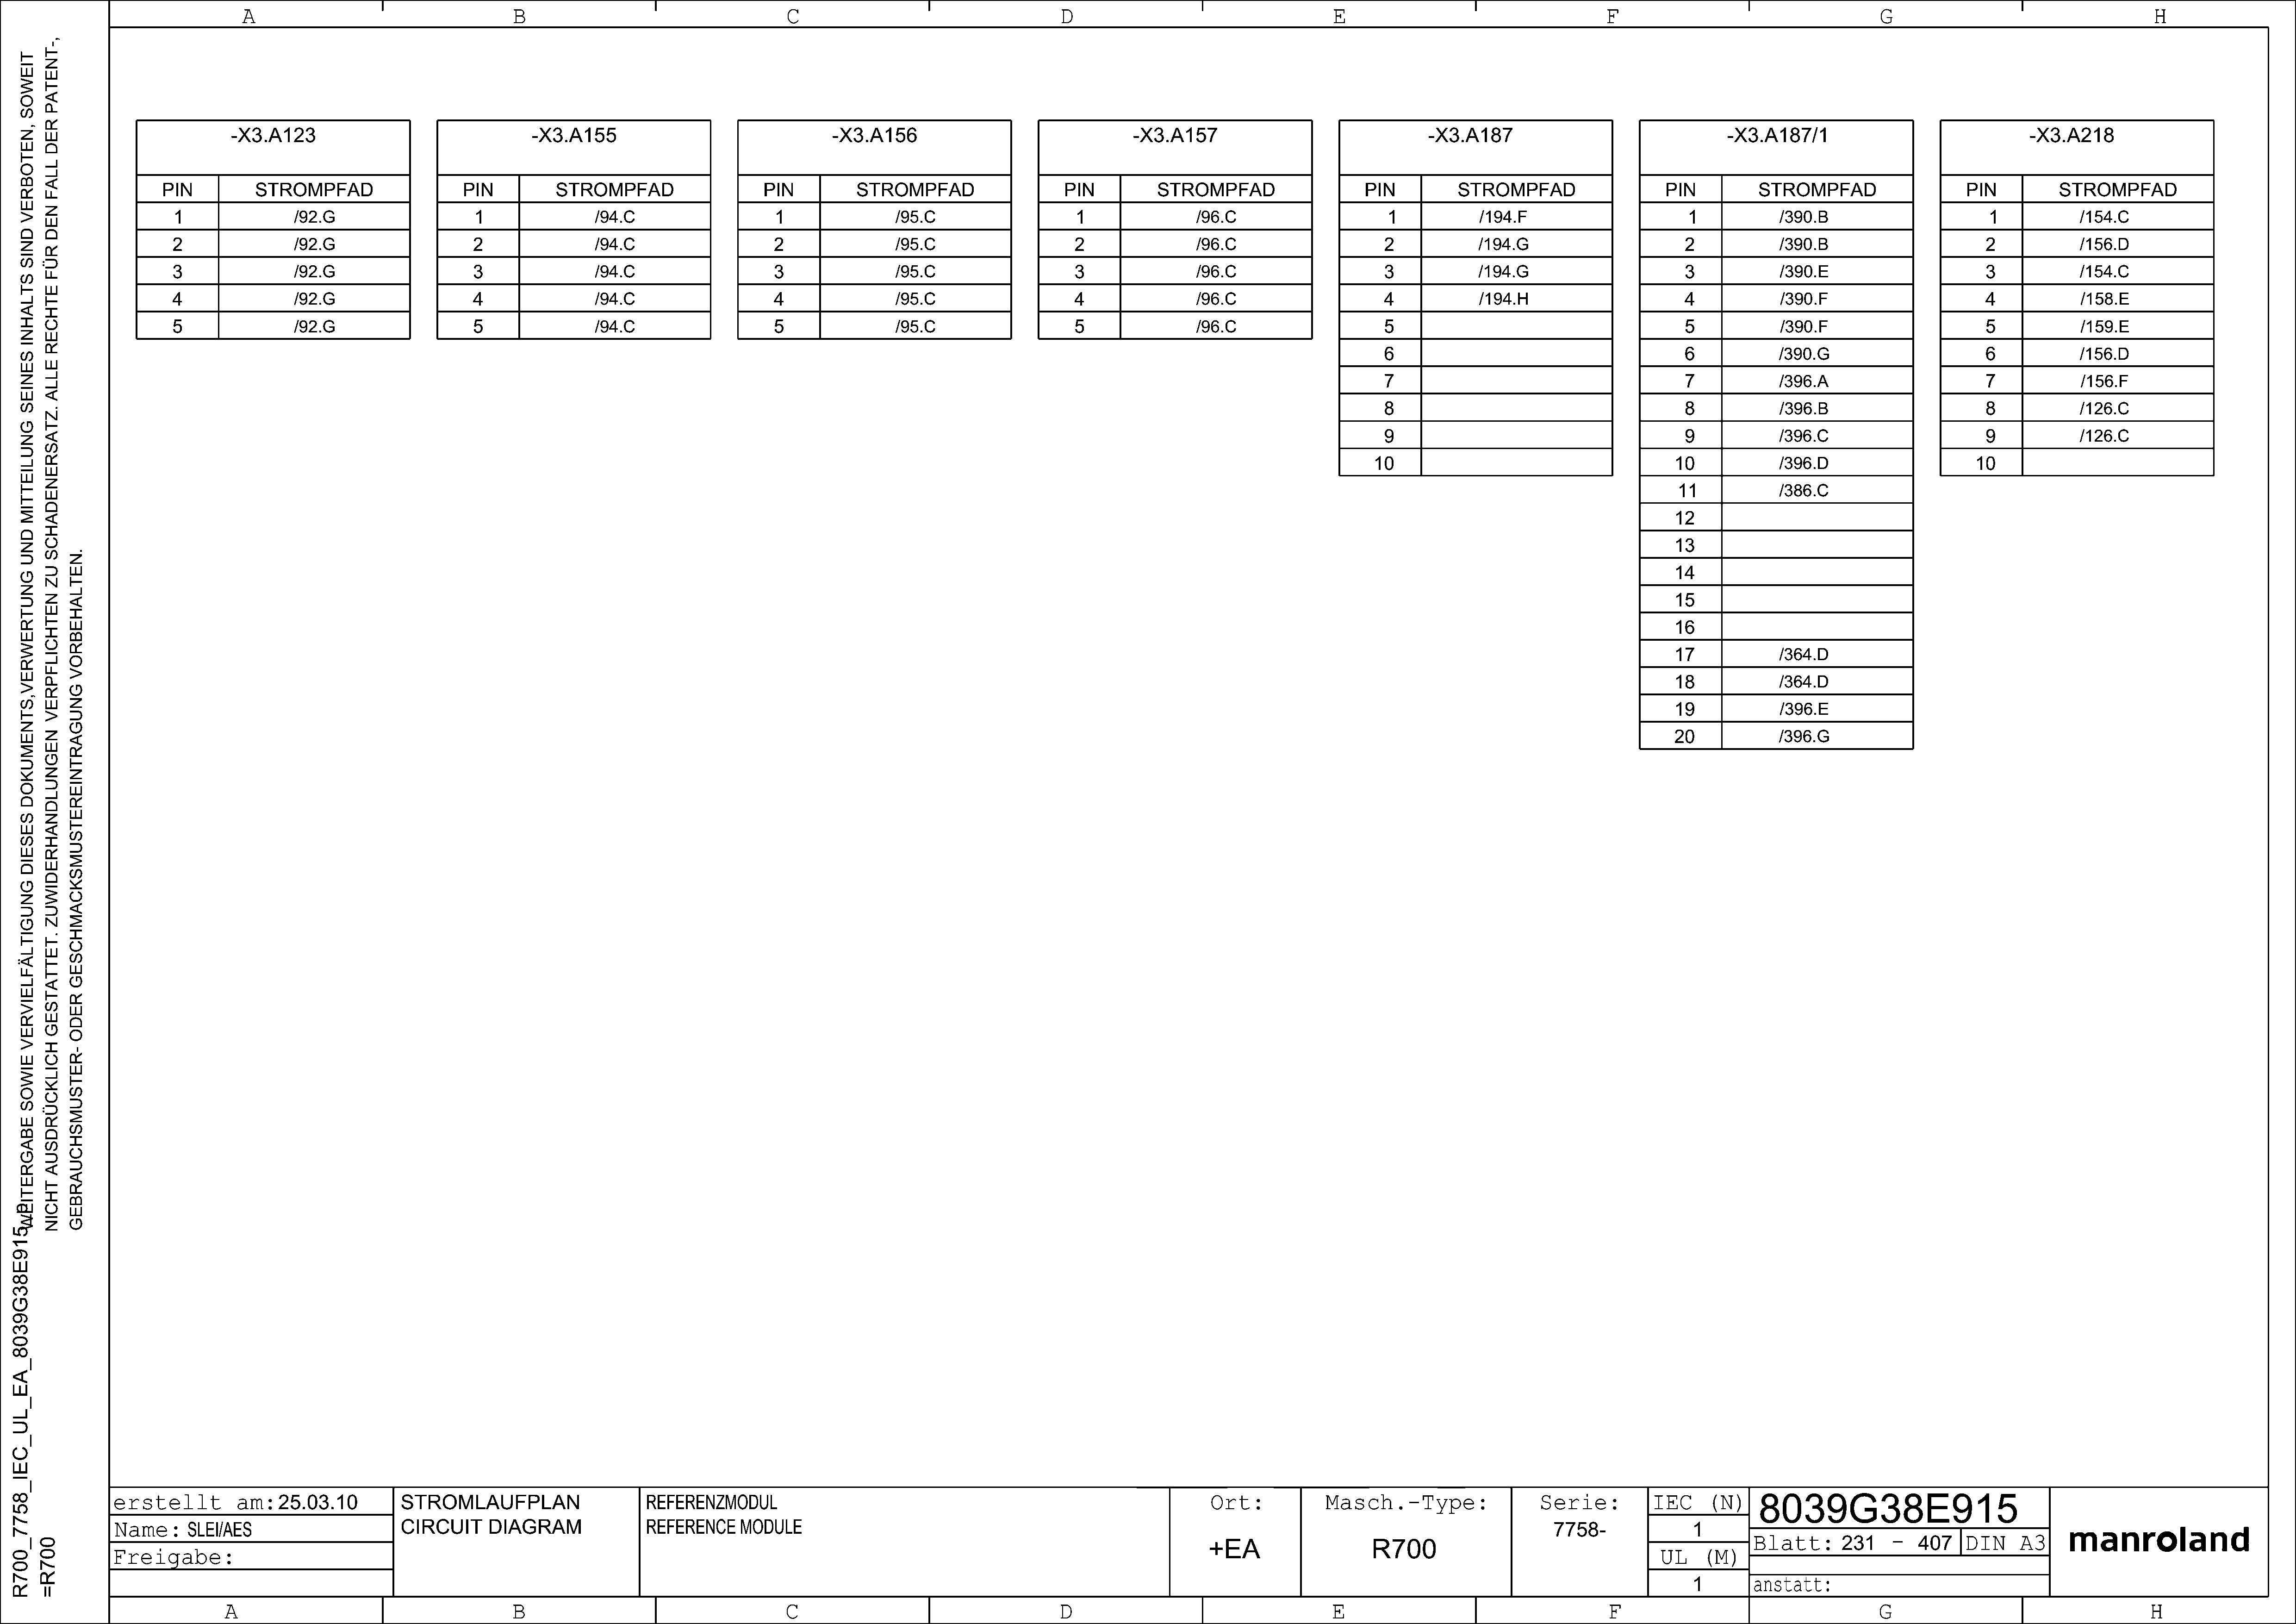 A B C D E F G H
WEITERGABE SOWIE VERVIELFÄLTIGUNG DIESES DOKUMENTS,VERWERTUNG UND MITTEILUNG SEINES INHALTS SIND VERBOTEN, SOWEIT
NICHT AUSDRÜCKLICH GESTATTET. ZUWIDERHANDLUNGEN VERPFLICHTEN ZU SCHADENERSATZ. ALLE RECHTE FÜR DEN FALL DER PATENT-,
GEBRAUCHSMUSTER- ODER GESCHMACKSMUSTEREINTRAGUNG VORBEHALTEN.
R700_7758_IEC_UL_EA_8039G38E915_
=R700
-X3.A123
PIN STROMPFAD
1 /92.G
2 /92.G
3 /92.G
4 /92.G
5 /92.G
-X3.A155
PIN STROMPFAD
1 /94.C
2 /94.C
3 /94.C
4 /94.C
5 /94.C
-X3.A156
PIN STROMPFAD
1 /95.C
2 /95.C
3 /95.C
4 /95.C
5 /95.C
-X3.A157
PIN STROMPFAD
1 /96.C
2 /96.C
3 /96.C
4 /96.C
5 /96.C
-X3.A187
PIN STROMPFAD
1 /194.F
2 /194.G
3 /194.G
4 /194.H
5
6
7
8
9
10
-X3.A187/1
PIN STROMPFAD
1 /390.B
2 /390.B
3 /390.E
4 /390.F
5 /390.F
6 /390.G
7 /396.A
8 /396.B
9 /396.C
10 /396.D
11 /386.C
12
13
14
15
16
17 /364.D
18 /364.D
19 /396.E
20 /396.G
-X3.A218
PIN STROMPFAD
1 /154.C
2 /156.D
3 /154.C
4 /158.E
5 /159.E
6 /156.D
7 /156.F
8 /126.C
9 /126.C
10
erstellt am: 25.03.10
Name: SLEI/AES
Freigabe:
STROMLAUFPLAN
CIRCUIT DIAGRAM
REFERENZMODUL
REFERENCE MODULE
Ort:
+EA
Masch.-Type:
R700
Serie:
7758-
IEC (N)
1
UL (M)
1
8039G38E915
Blatt: 231 - 407 DIN A3
anstatt:
manroland
A B C D E F G H